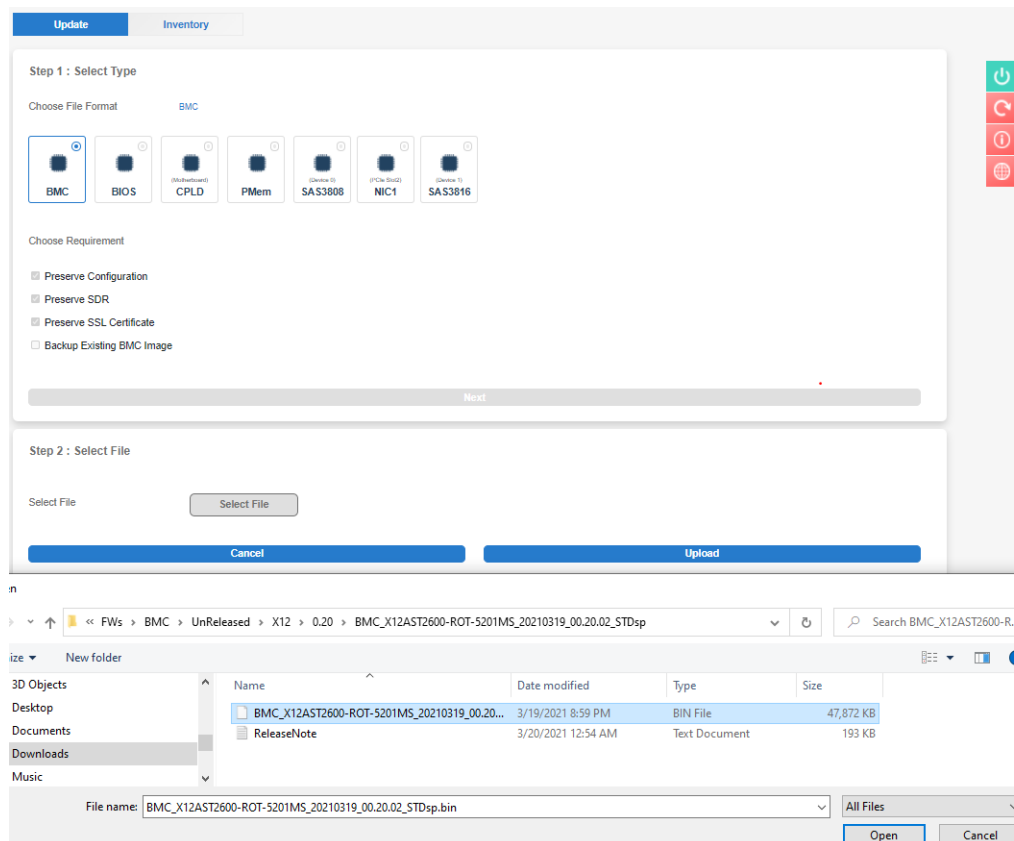 Update Inventory
Step 1 : Select Type
Choose File Format BMC
(Motherboard) (Device 0) (PCIe Slot2) (Device 1)
BMC BIOS CPLD PMem SAS3808 NIC1 SAS3816
Choose Requirement
Preserve Configuration
Preserve SDR
Preserve SSL Certificate
Backup Existing BMC Image
Next
Step 2 : Select File
Select File Select File
Cancel Upload
en
« FWs › BMC › UnReleased › X12 › 0.20 › BMC_X12AST2600-ROT-5201MS_20210319_00.20.02_STDsp Search BMC_X12AST2600-R...
ize New folder
3D Objects Name Date modified Type Size
Desktop BMC_X12AST2600-ROT-5201MS_20210319_00.20... 3/19/2021 8:59 PM BIN File 47,872 KB
Documents ReleaseNote 3/20/2021 12:54 AM Text Document 193 KB
Downloads
Music
File name: BMC_X12AST2600-ROT-5201MS_20210319_00.20.02_STDsp.bin All Files
Open Cancel